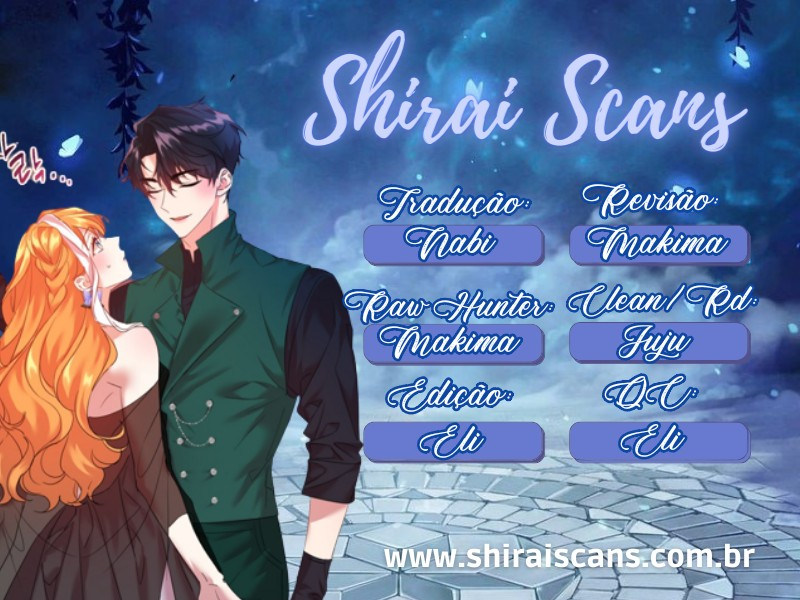 Shirai Scans
Tradução: Revisão:
Nabi Makima
Raw Hunter: Clean/Rd:
Makima Juju
Edição: Q.C:
Eli Eli
www.shiraiscans.com.br